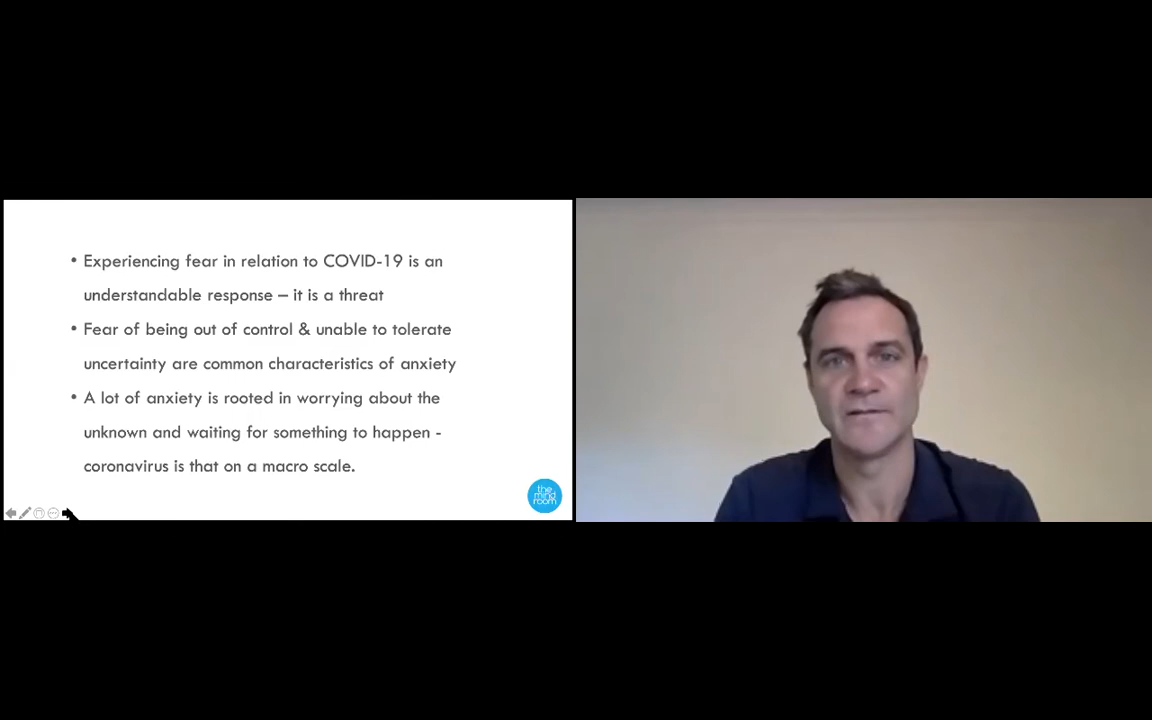 • Experiencing fear in relation to COVID-19 is an
understandable response – it is a threat
• Fear of being out of control & unable to tolerate
uncertainty are common characteristics of anxiety
• A lot of anxiety is rooted in worrying about the
unknown and waiting for something to happen -
coronavirus is that on a macro scale.
the
mind
room